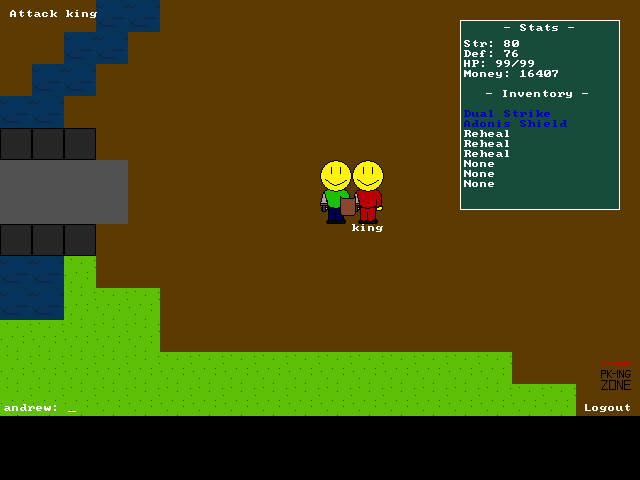 Attack king
- Stats -
Str: 80
Def: 76
HP: 99/99
Money: 16407
- Inventory -
Dual Strike
Adonis Shield
Reheal
Reheal
Reheal
None
None
None
king
PK-ING
ZONE
andrew: _
Logout